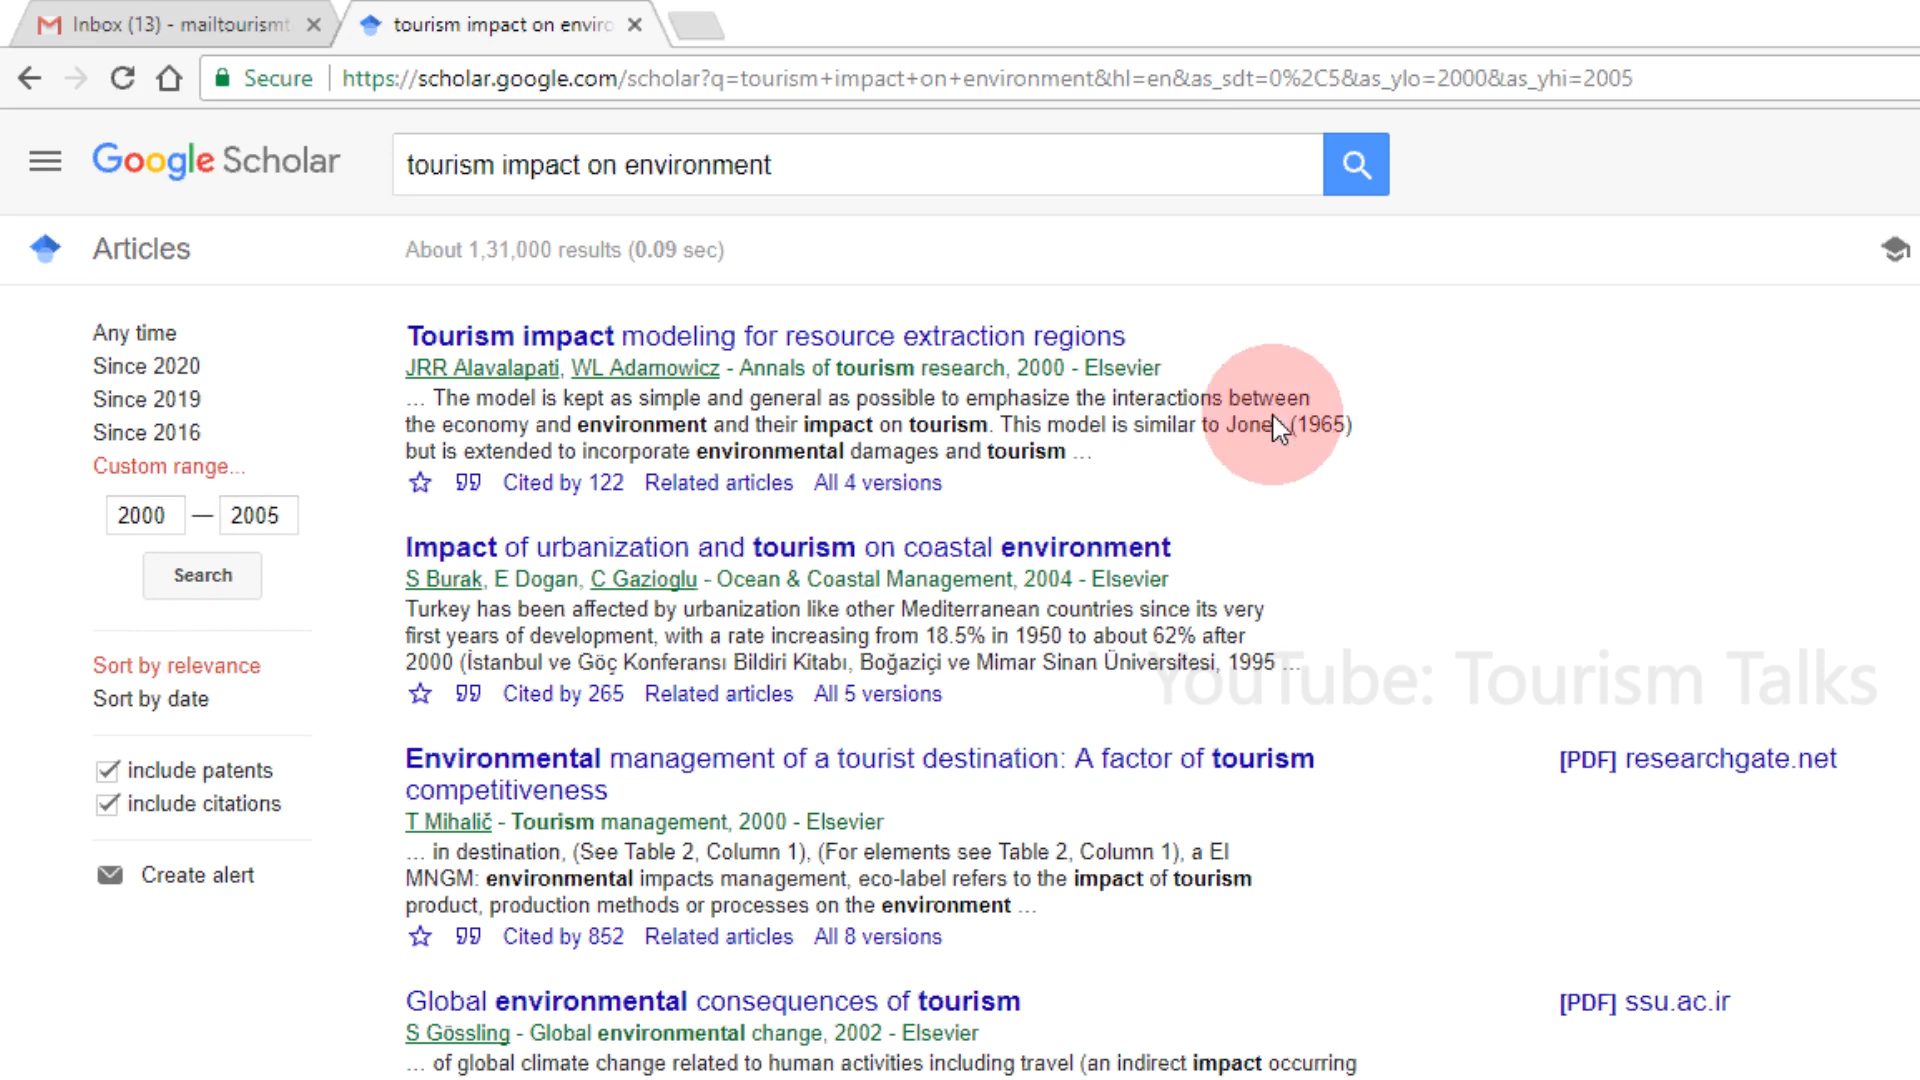 Inbox (13) - mailtourismt
tourism impact on enviro
Secure
https://scholar.google.com/scholar?q=tourism+impact+on+environment&hl=en&as_sdt=0%2C5&as_ylo=2000&as_yhi=2005
Google Scholar
tourism impact on environment
Articles
About 1,31,000 results (0.09 sec)
Any time
Since 2020
Since 2019
Since 2016
Custom range...
2000 — 2005
Search
Sort by relevance
Sort by date
include patents
include citations
Create alert
Tourism impact modeling for resource extraction regions
JRR Alavalapati, WL Adamowicz - Annals of tourism research, 2000 - Elsevier
... The model is kept as simple and general as possible to emphasize the interactions between
the economy and environment and their impact on tourism. This model is similar to Jone (1965)
but is extended to incorporate environmental damages and tourism ...
Cited by 122 Related articles All 4 versions
Impact of urbanization and tourism on coastal environment
S Burak, E Dogan, C Gazioglu - Ocean & Coastal Management, 2004 - Elsevier
Turkey has been affected by urbanization like other Mediterranean countries since its very
first years of development, with a rate increasing from 18.5% in 1950 to about 62% after
2000 (İstanbul ve Göç Konferansı Bildiri Kitabı, Boğaziçi ve Mimar Sinan Üniversitesi, 1995 ...
Cited by 265 Related articles All 5 versions
YouTube: Tourism Talks
Environmental management of a tourist destination: A factor of tourism
competitiveness
[PDF] researchgate.net
T Mihalič - Tourism management, 2000 - Elsevier
... in destination, (See Table 2, Column 1), (For elements see Table 2, Column 1), a EI
MNGM: environmental impacts management, eco-label refers to the impact of tourism
product, production methods or processes on the environment ...
Cited by 852 Related articles All 8 versions
Global environmental consequences of tourism
[PDF] ssu.ac.ir
S Gössling - Global environmental change, 2002 - Elsevier
... of global climate change related to human activities including travel (an indirect impact occurring